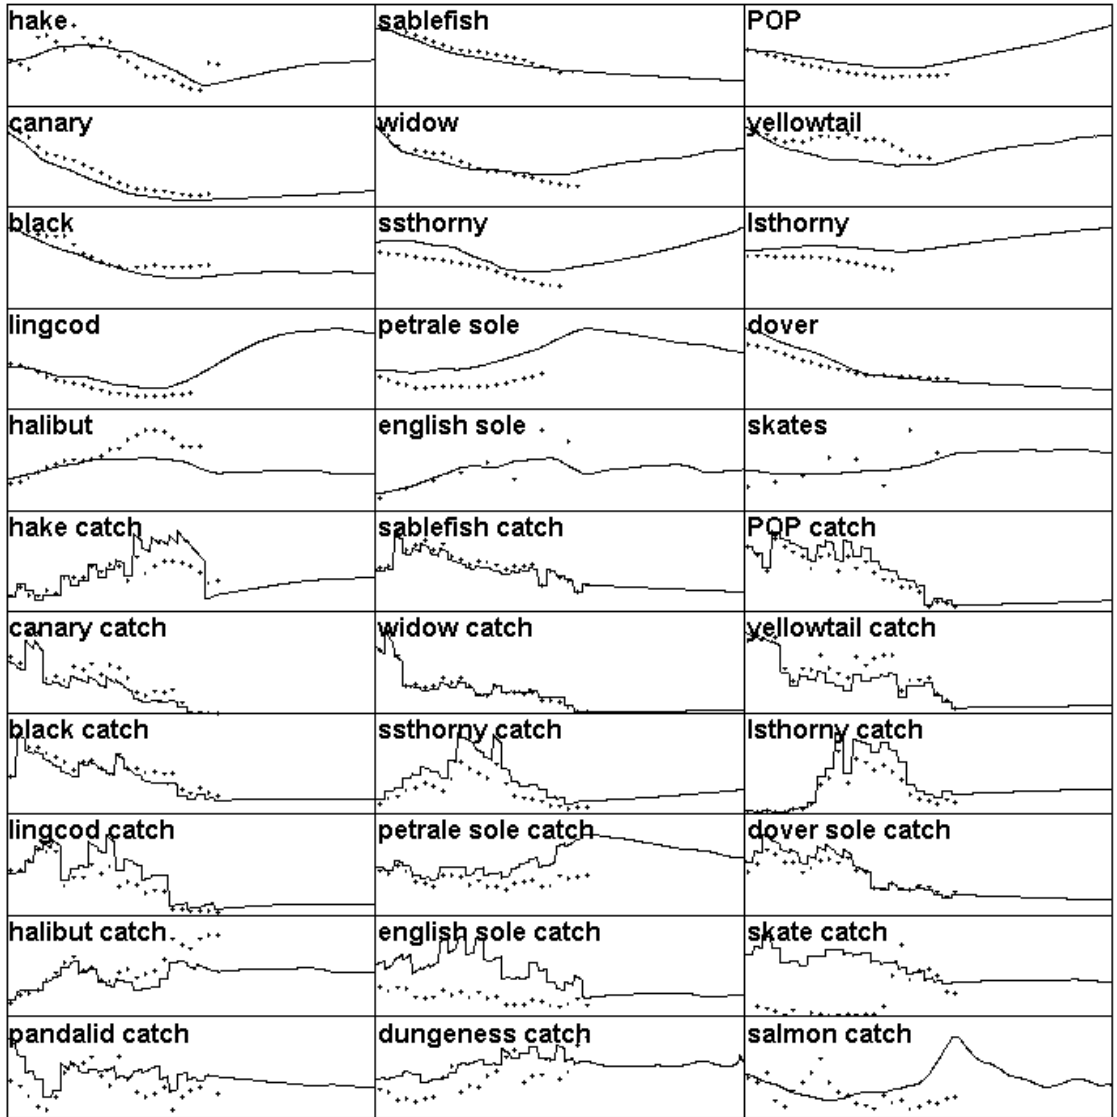 hake
sablefish
POP
canary
widow
yellowtail
black
ssthorny
lsthorny
lingcod
petrale sole
dover
halibut
english sole
skates
hake catch
sablefish catch
POP catch
canary catch
widow catch
yellowtail catch
black catch
ssthorny catch
lsthorny catch
lingcod catch
petrale sole catch
dover sole catch
halibut catch
english sole catch
skate catch
pandalid catch
dungeness catch
salmon catch